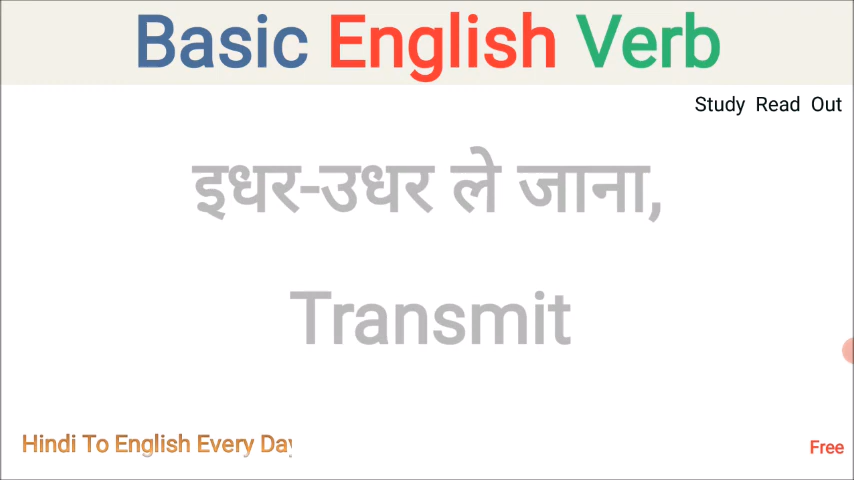 Basic English Verb
Study Read Out
इधर-उधर ले जाना,
Transmit
Hindi To English Every Day
Free